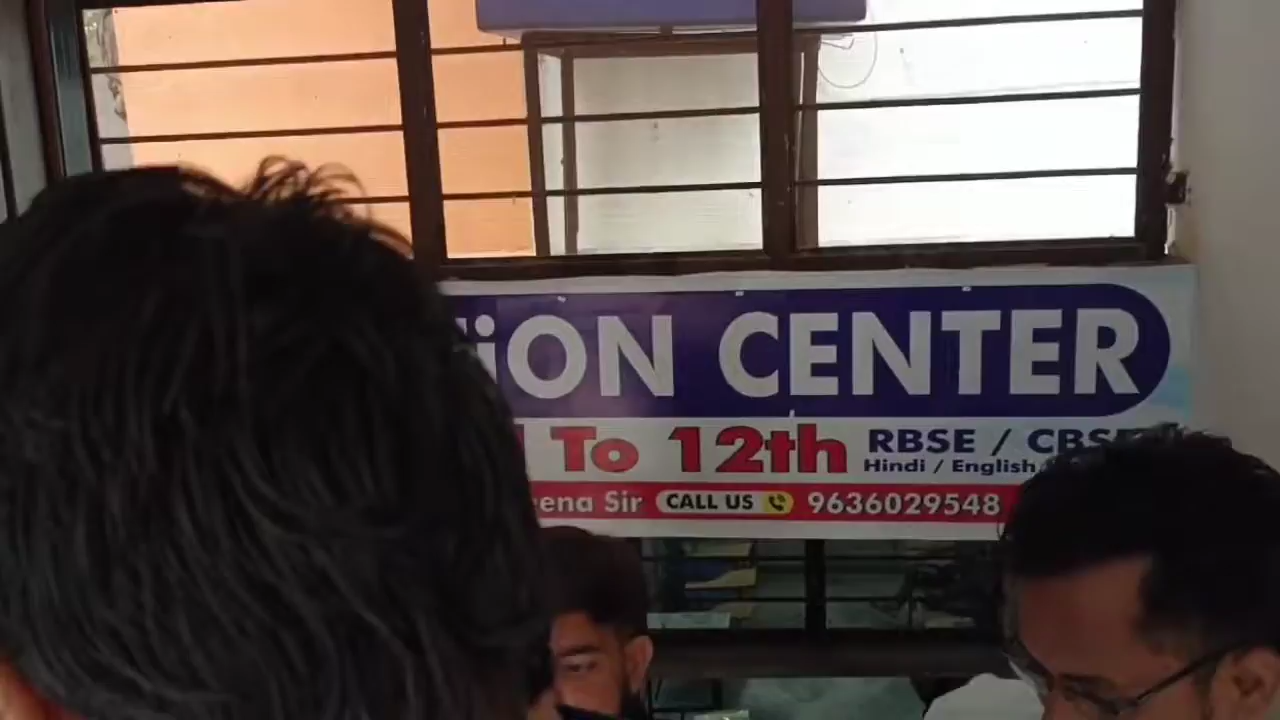 iON CENTER
To 12th RBSE / CBSE
Hindi / English
ena Sir CALL US 9636029548